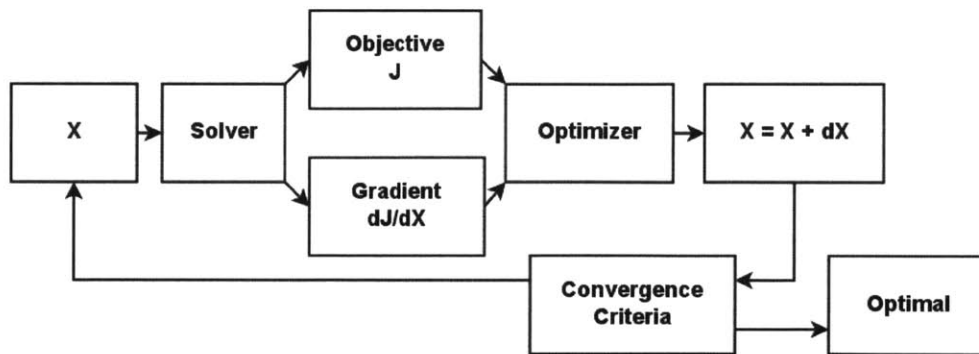 X
Solver
Objective
J
Gradient
dJ/dX
Optimizer
X = X + dX
Convergence
Criteria
Optimal